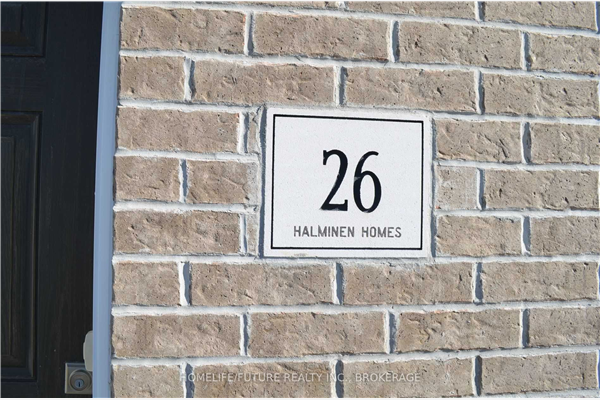 26
HALMINEN HOMES
HOMELIFE/FUTURE REALTY INC., BROKERAGE